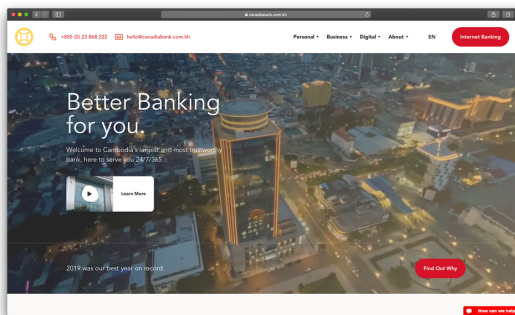 canadiabank.com.kh
+855 (0) 23 868 222 hello@canadiabank.com.kh Personal Business Digital About EN Internet Banking
Better Banking
for you.
Welcome to Cambodia's largest and most trustworthy
bank, here to serve you 24/7/365.
Learn More
2019 was our best year on record.
Find Out Why
How can we help